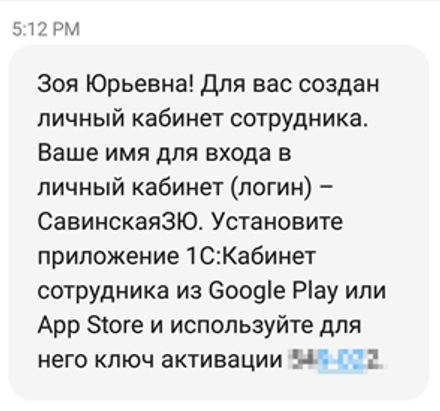 5:12 PM
Зоя Юрьевна! Для вас создан
личный кабинет сотрудника.
Ваше имя для входа в
личный кабинет (логин) –
СавинскаяЗЮ. Установите
приложение 1С:Кабинет
сотрудника из Google Play или
App Store и используйте для
него ключ активации